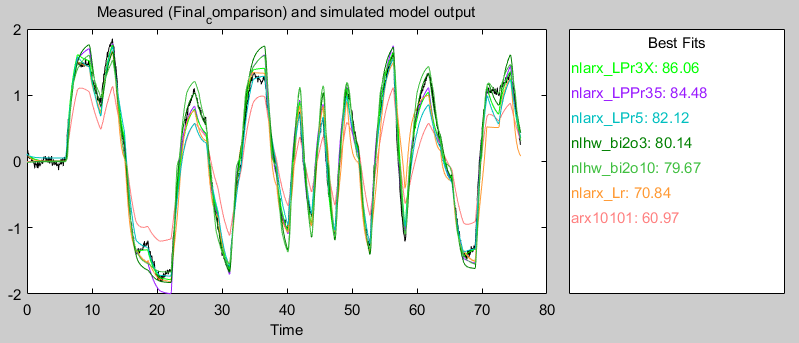 Measured (Final_comparison) and simulated model output
2
1
0
-1
-2
0 10 20 30 40 50 60 70 80
Time
Best Fits
nlarx_LPr3X: 86.06
nlarx_LPPr35: 84.48
nlarx_LPr5: 82.12
nlhw_bi2o3: 80.14
nlhw_bi2o10: 79.67
nlarx_Lr: 70.84
arx10101: 60.97